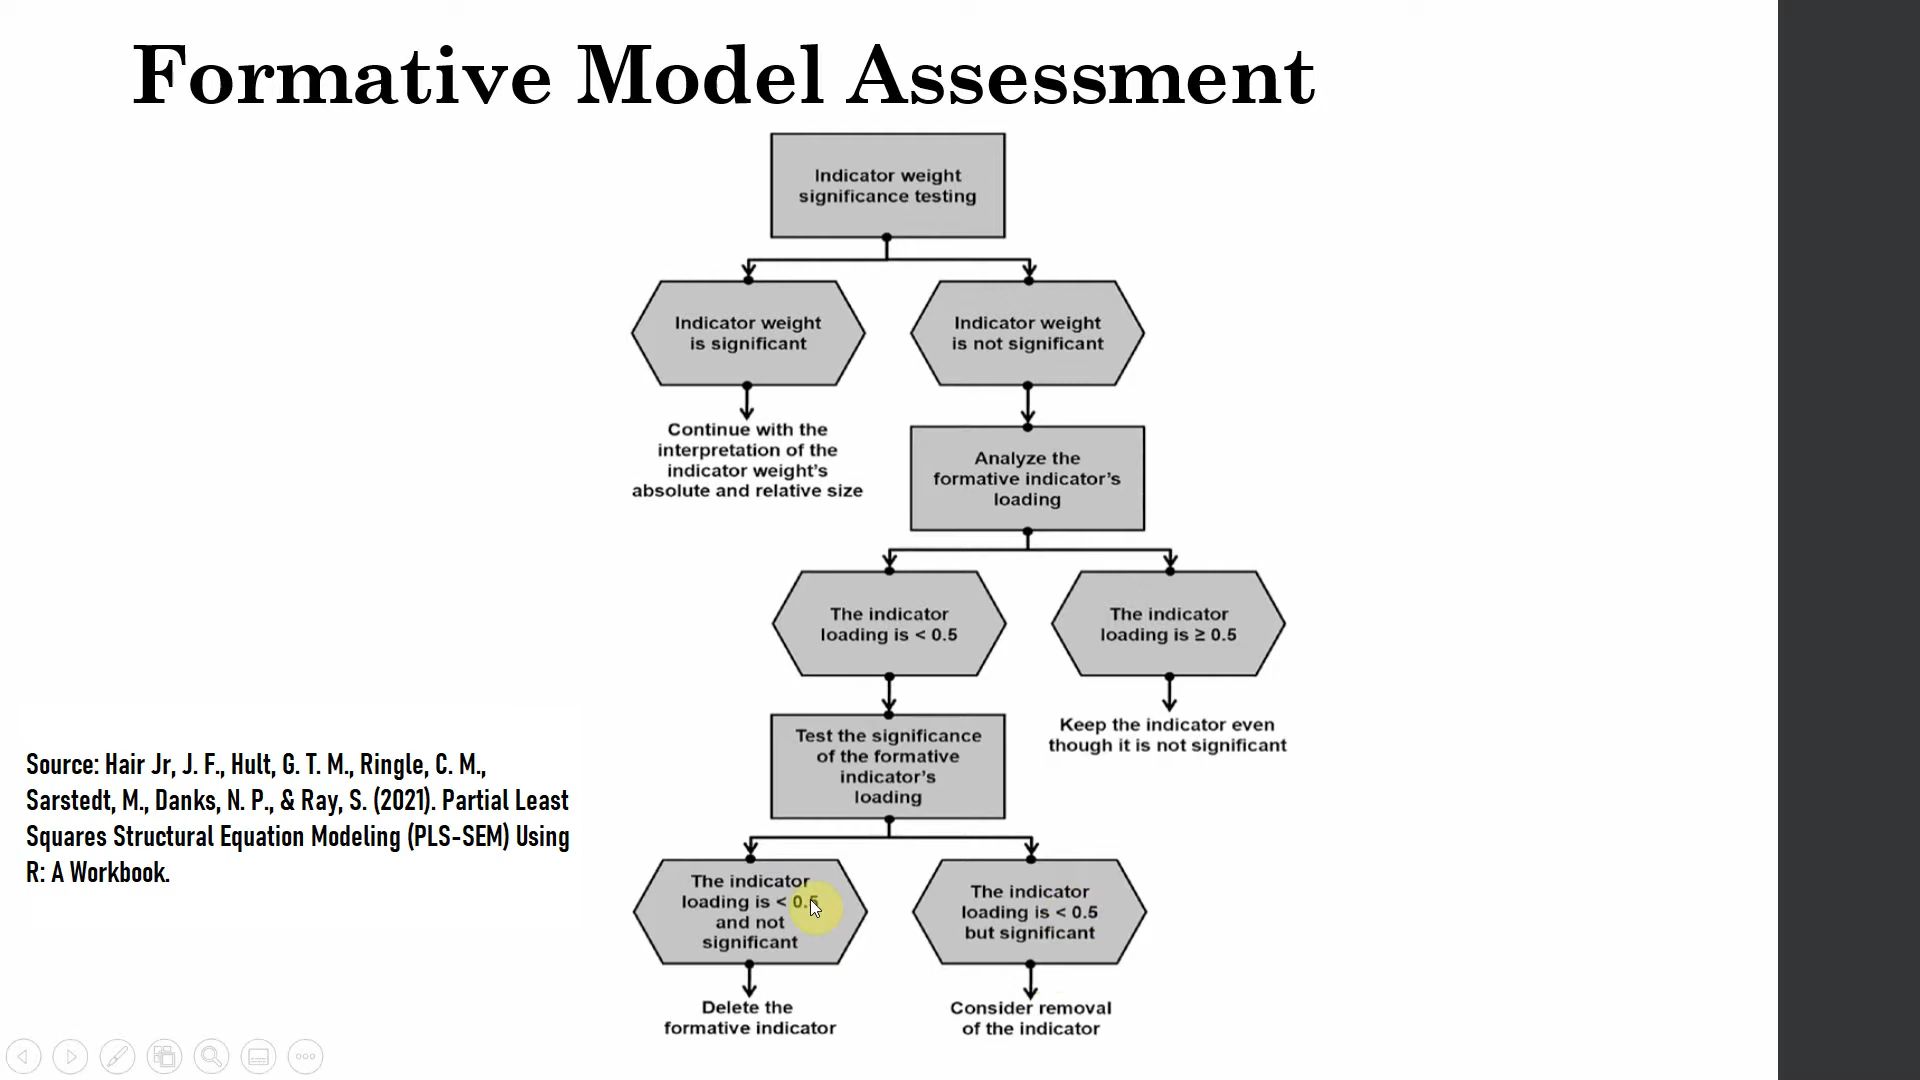 Formative Model Assessment
Indicator weight
significance testing
Indicator weight
is significant
Indicator weight
is not significant
Continue with the
interpretation of the
indicator weight's
absolute and relative size
Analyze the
formative indicator's
loading
The indicator
loading is < 0.5
The indicator
loading is ≥ 0.5
Test the significance
of the formative
indicator's
loading
Keep the indicator even
though it is not significant
Source: Hair Jr, J. F., Hult, G. T. M., Ringle, C. M.,
Sarstedt, M., Danks, N. P., & Ray, S. (2021). Partial Least
Squares Structural Equation Modeling (PLS-SEM) Using
R: A Workbook.
The indicator
loading is < 0.5
and not
significant
The indicator
loading is < 0.5
but significant
Delete the
formative indicator
Consider removal
of the indicator